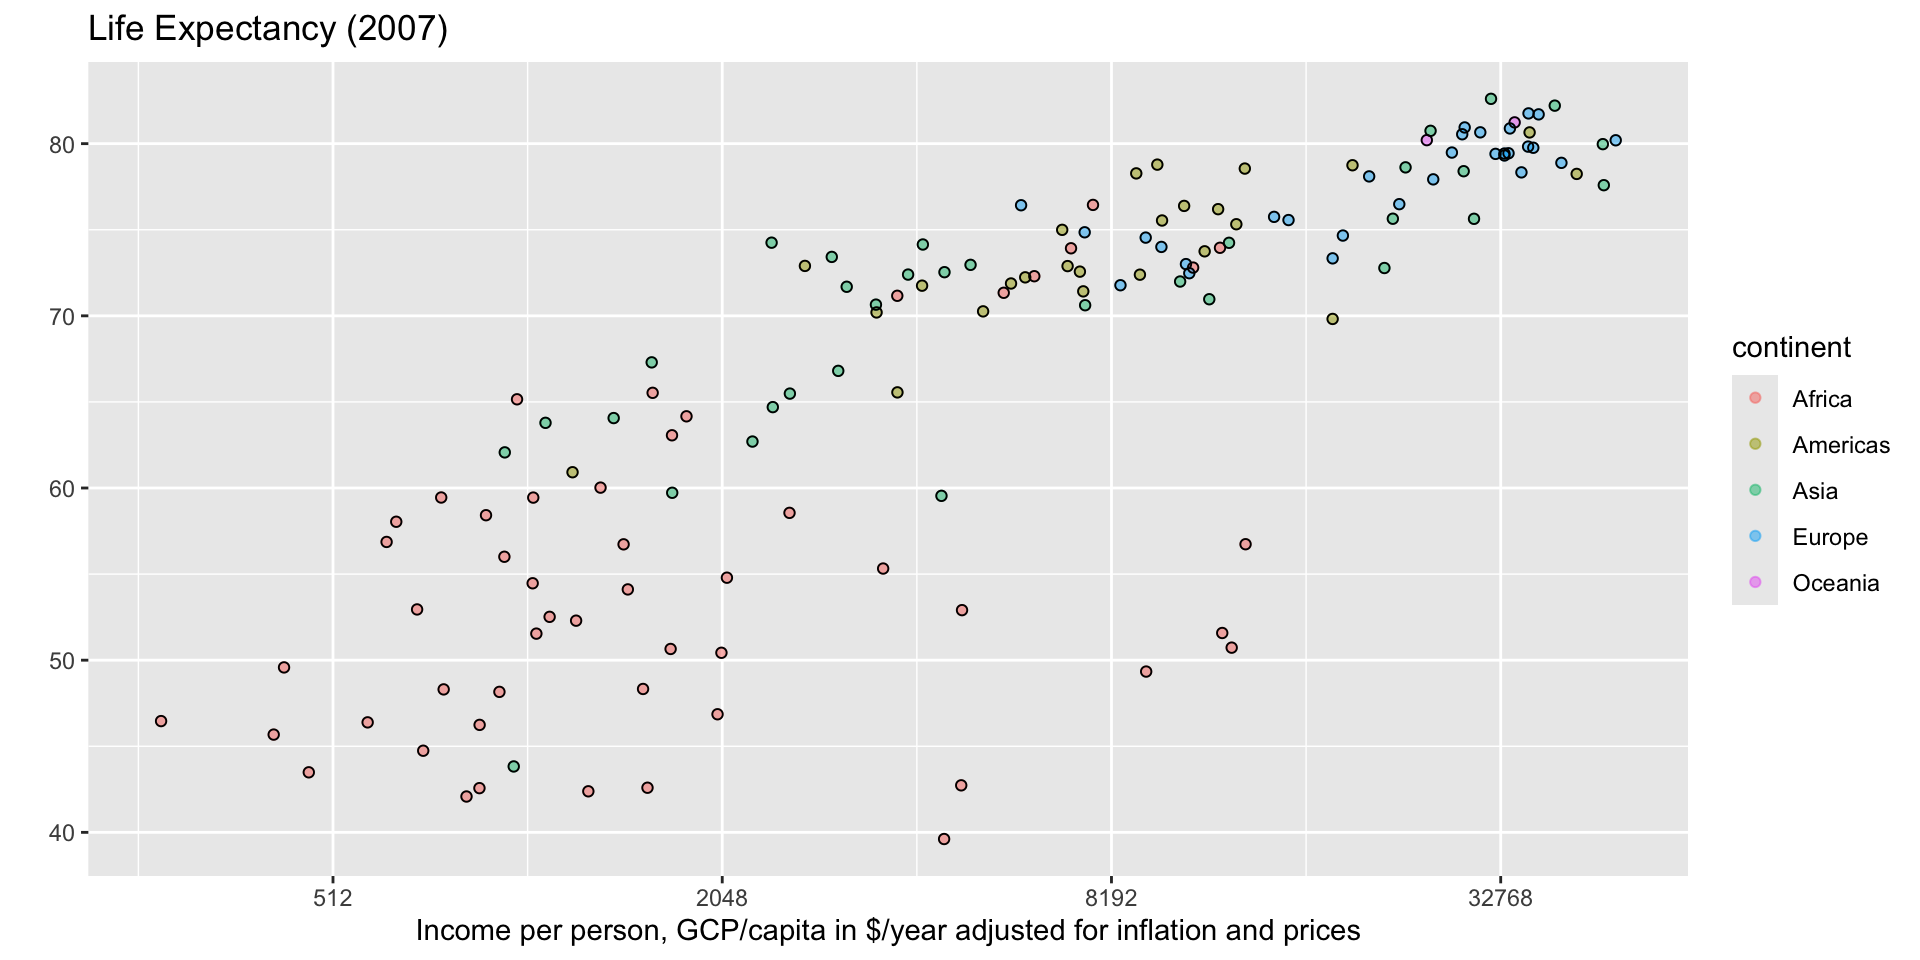 Life Expectancy (2007)
80
70
60
50
40
512 2048 8192 32768
Income per person, GCP/capita in $/year adjusted for inflation and prices
continent
Africa
Americas
Asia
Europe
Oceania